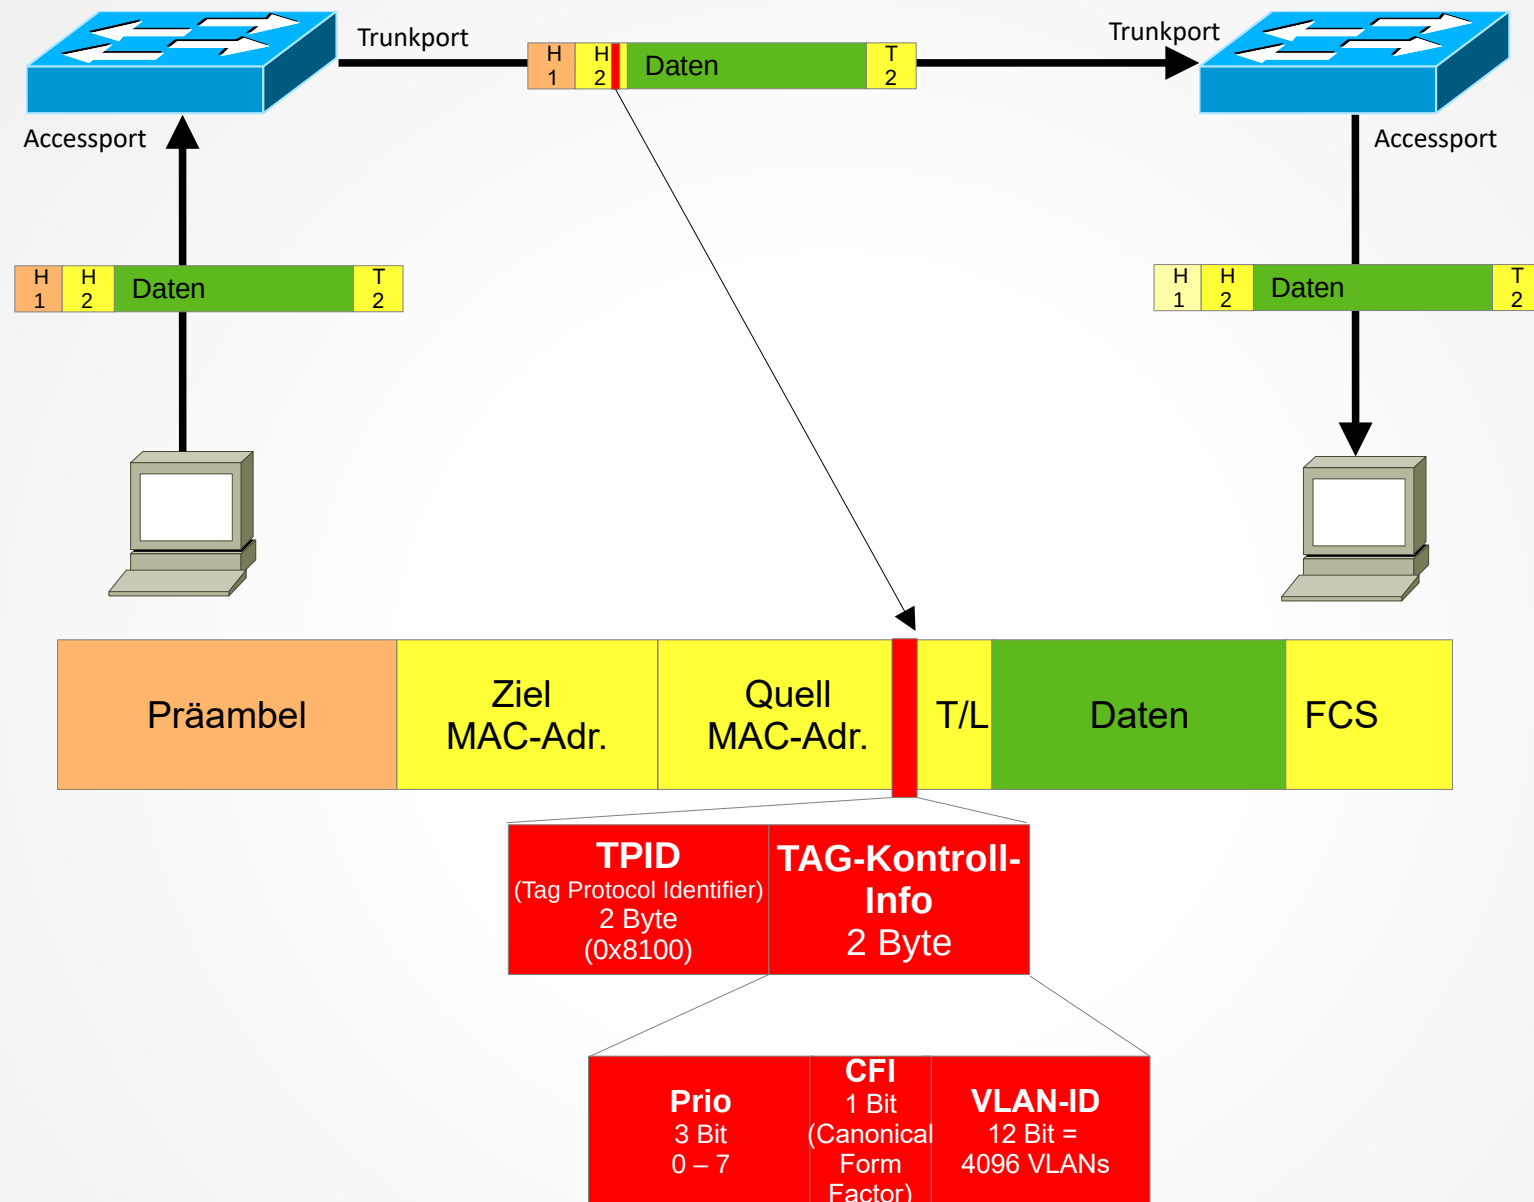 Trunkport
H
1
H
2
Daten
T
2
Trunkport
Accessport
Accessport
H
1
H
2
Daten
T
2
H
1
H
2
Daten
T
2
Präambel
Ziel
MAC-Adr.
Quell
MAC-Adr.
T/L
Daten
FCS
TPID
(Tag Protocol Identifier)
2 Byte
(0x8100)
TAG-Kontroll-
Info
2 Byte
Prio
3 Bit
0 – 7
CFI
1 Bit
(Canonical
Form
Factor)
VLAN-ID
12 Bit =
4096 VLANs